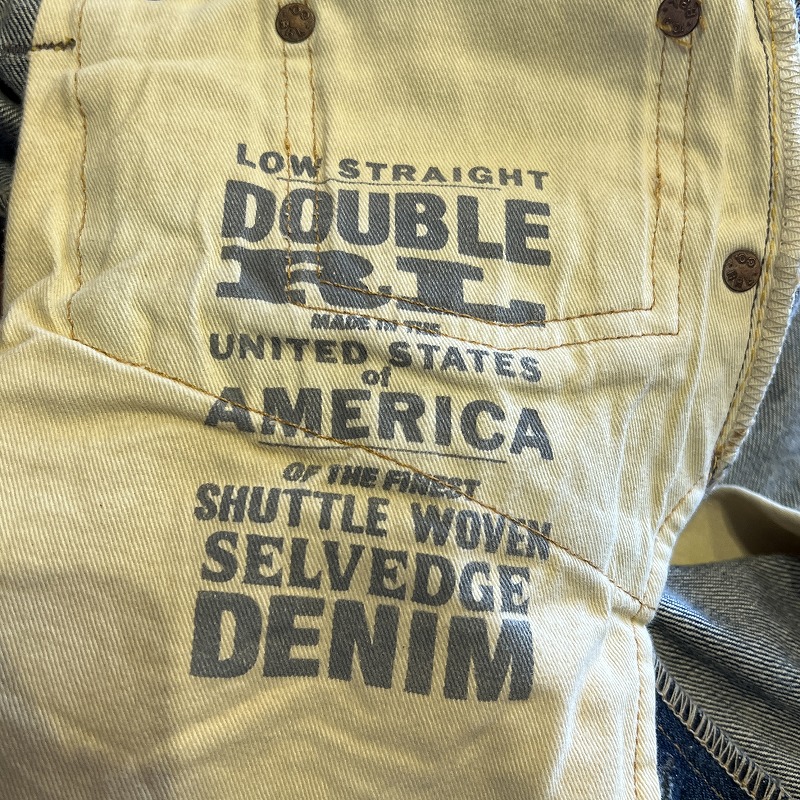 LOW STRAIGHT
DOUBLE
RL
MADE IN THE
UNITED STATES
of
AMERICA
OF THE FINEST
SHUTTLE WOVEN
SELVEDGE
DENIM